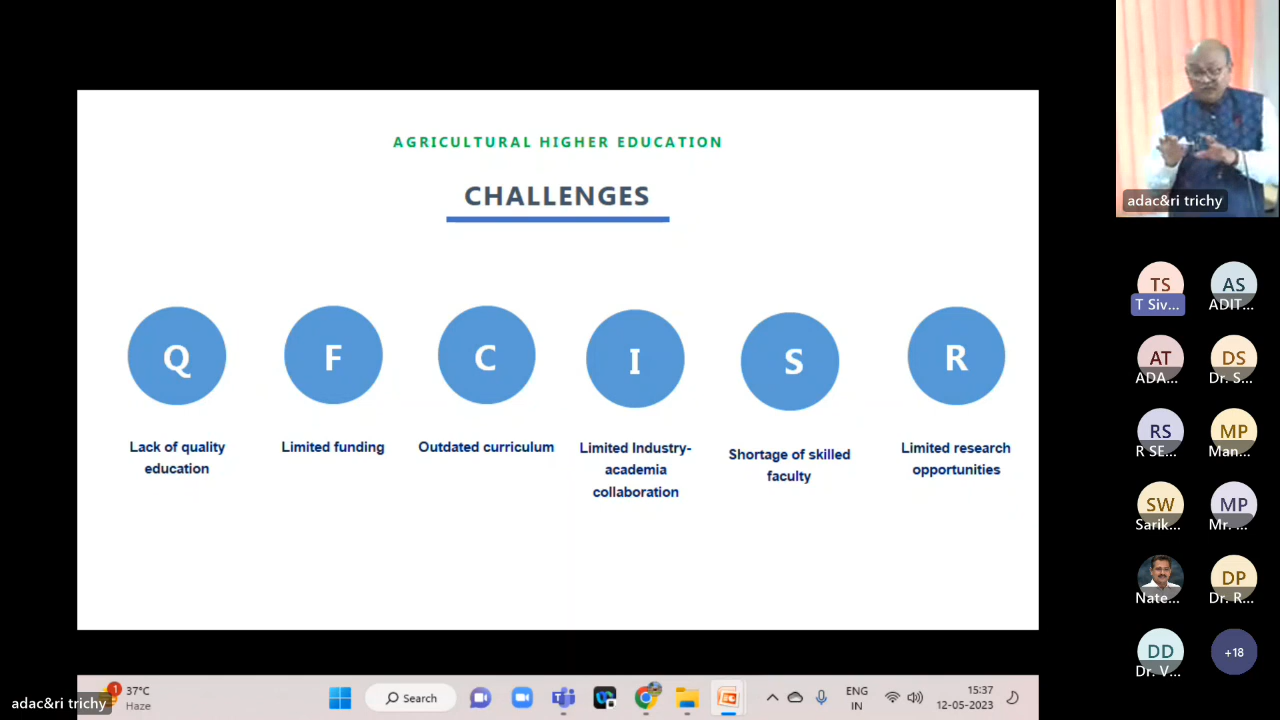 AGRICULTURAL HIGHER EDUCATION
CHALLENGES
Q
F
C
I
S
R
Lack of quality
education
Limited funding
Outdated curriculum
Limited Industry-
academia
collaboration
Shortage of skilled
faculty
Limited research
opportunities
adac&ri trichy
TS
T Siv...
AS
ADIT...
AT
ADA...
DS
Dr. S...
RS
R SE...
MP
Man...
SW
Sarik...
MP
Mr. ...
Nate...
DP
Dr. R...
DD
Dr. V...
+18
adac&ri trichy
1
37°C
Haze
Search
ENG
IN
15:37
12-05-2023